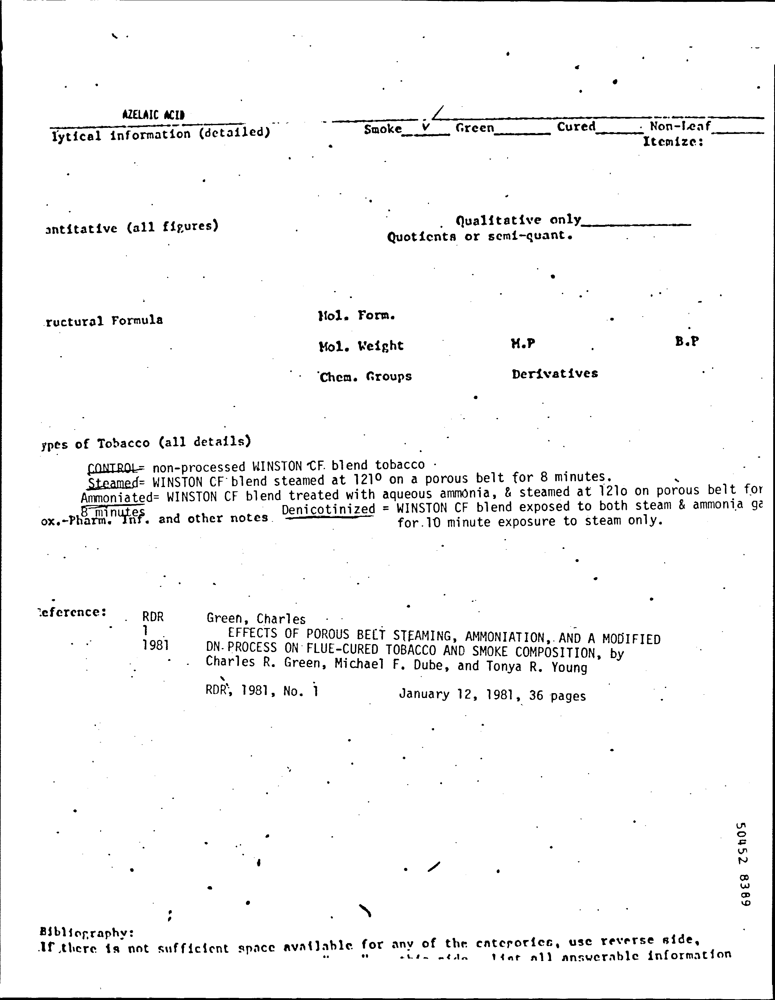 AZELAIC ACID
lytical information (detailed) Smoke v Green Cured Non-Leaf
Itemize:
antitative (all figures) Qualitative only
Quotients or semi-quant.
ructural Formula Mol. Form.
Mol. Weight M.P B.P
Chem. Groups Derivatives
ypes of Tobacco (all details)
CONTROL= non-processed WINSTON CF blend tobacco
Steamed= WINSTON CF blend steamed at 121º on a porous belt for 8 minutes.
Ammoniated= WINSTON CF blend treated with aqueous ammonia, & steamed at 121o on porous belt for
8 minutes Denicotinized = WINSTON CF blend exposed to both steam & ammonia ga
ox.-Pharm. Inf. and other notes for 10 minute exposure to steam only.
Reference: RDR Green, Charles
1 EFFECTS OF POROUS BELT STEAMING, AMMONIATION, AND A MODIFIED
1981 DN-PROCESS ON FLUE-CURED TOBACCO AND SMOKE COMPOSITION, by
Charles R. Green, Michael F. Dube, and Tonya R. Young
RDR, 1981, No. 1 January 12, 1981, 36 pages
50452 8389
Bibliography:
If there is not sufficient space available for any of the categories, use reverse side,
list all answerable information